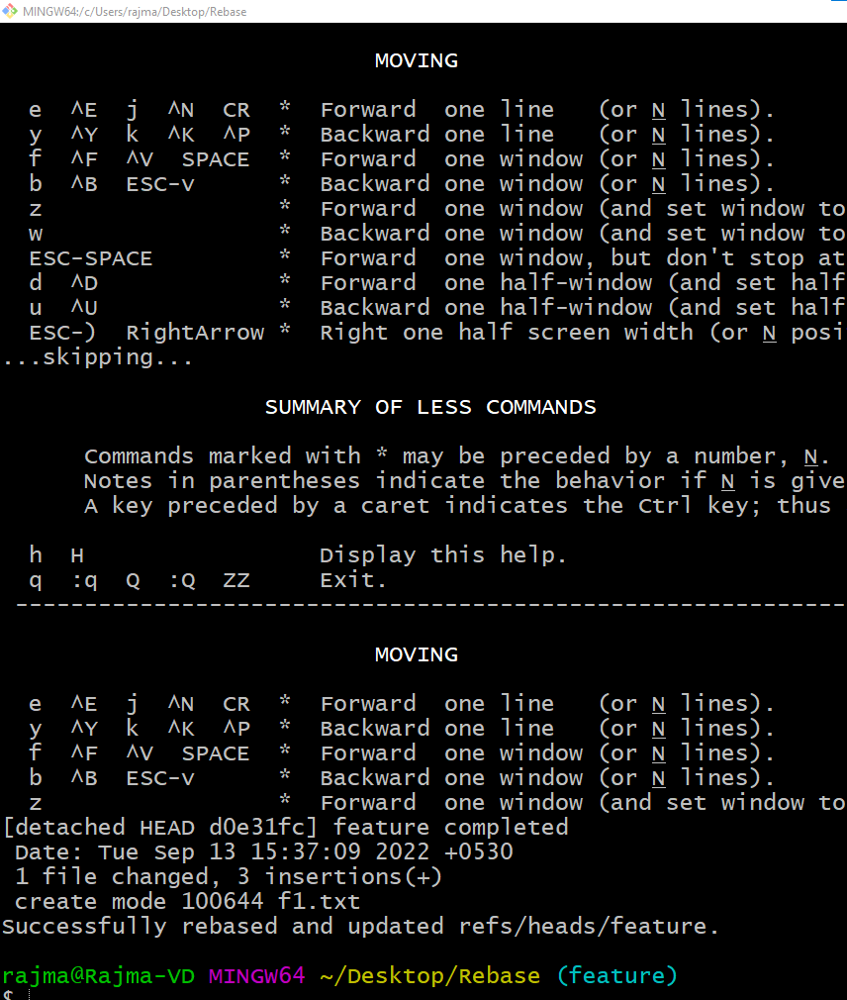 MINGW64:/c/Users/rajma/Desktop/Rebase
MOVING
e ^E j ^N CR * Forward one line (or N lines).
y ^Y k ^K ^P * Backward one line (or N lines).
f ^F ^V SPACE * Forward one window (or N lines).
b ^B ESC-v * Backward one window (or N lines).
z * Forward one window (and set window to
w * Backward one window (and set window to
ESC-SPACE * Forward one window, but don't stop at
d ^D * Forward one half-window (and set half
u ^U * Backward one half-window (and set half
ESC-) RightArrow * Right one half screen width (or N posi
...skipping...
SUMMARY OF LESS COMMANDS
Commands marked with * may be preceded by a number, N.
Notes in parentheses indicate the behavior if N is give
A key preceded by a caret indicates the Ctrl key; thus
h H Display this help.
q :q Q :Q ZZ Exit.
------------------------------------------------------------
MOVING
e ^E j ^N CR * Forward one line (or N lines).
y ^Y k ^K ^P * Backward one line (or N lines).
f ^F ^V SPACE * Forward one window (or N lines).
b ^B ESC-v * Backward one window (or N lines).
z * Forward one window (and set window to
[detached HEAD d0e31fc] feature completed
Date: Tue Sep 13 15:37:09 2022 +0530
1 file changed, 3 insertions(+)
create mode 100644 f1.txt
Successfully rebased and updated refs/heads/feature.
rajma@Rajma-VD MINGW64 ~/Desktop/Rebase (feature)
$